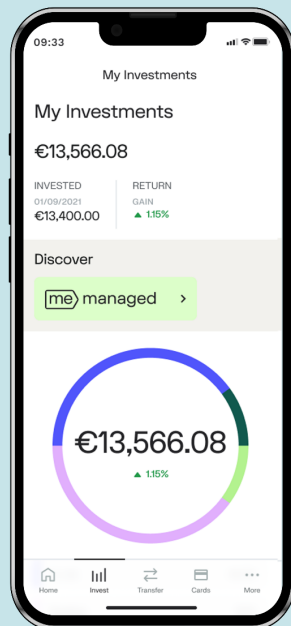 09:33
My Investments
My Investments
€13,566.08
INVESTED RETURN
01/09/2021 GAIN
€13,400.00 ▲ 1.15%
Discover
me managed >
€13,566.08
▲ 1.15%
Home Invest Transfer Cards More